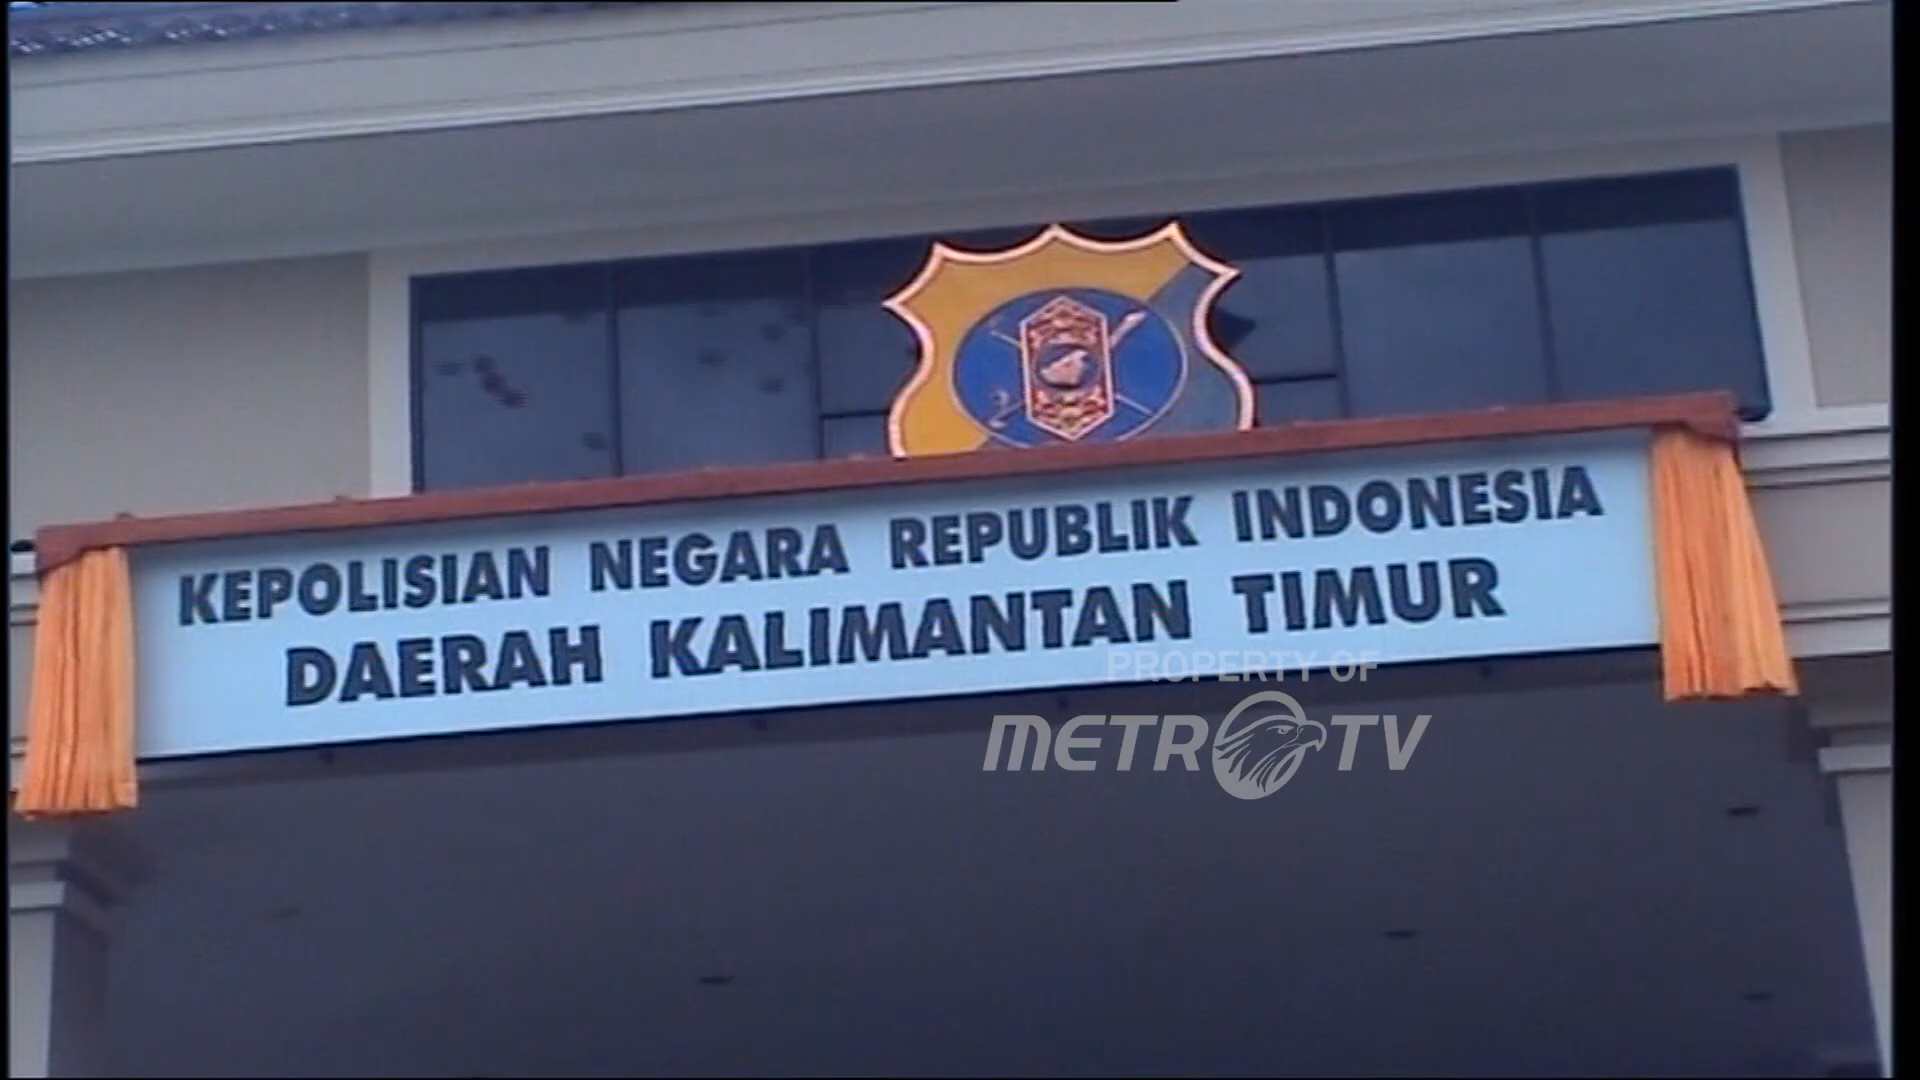 KEPOLISIAN NEGARA REPUBLIK INDONESIA
DAERAH KALIMANTAN TIMUR
PROPERTY OF
METRO TV